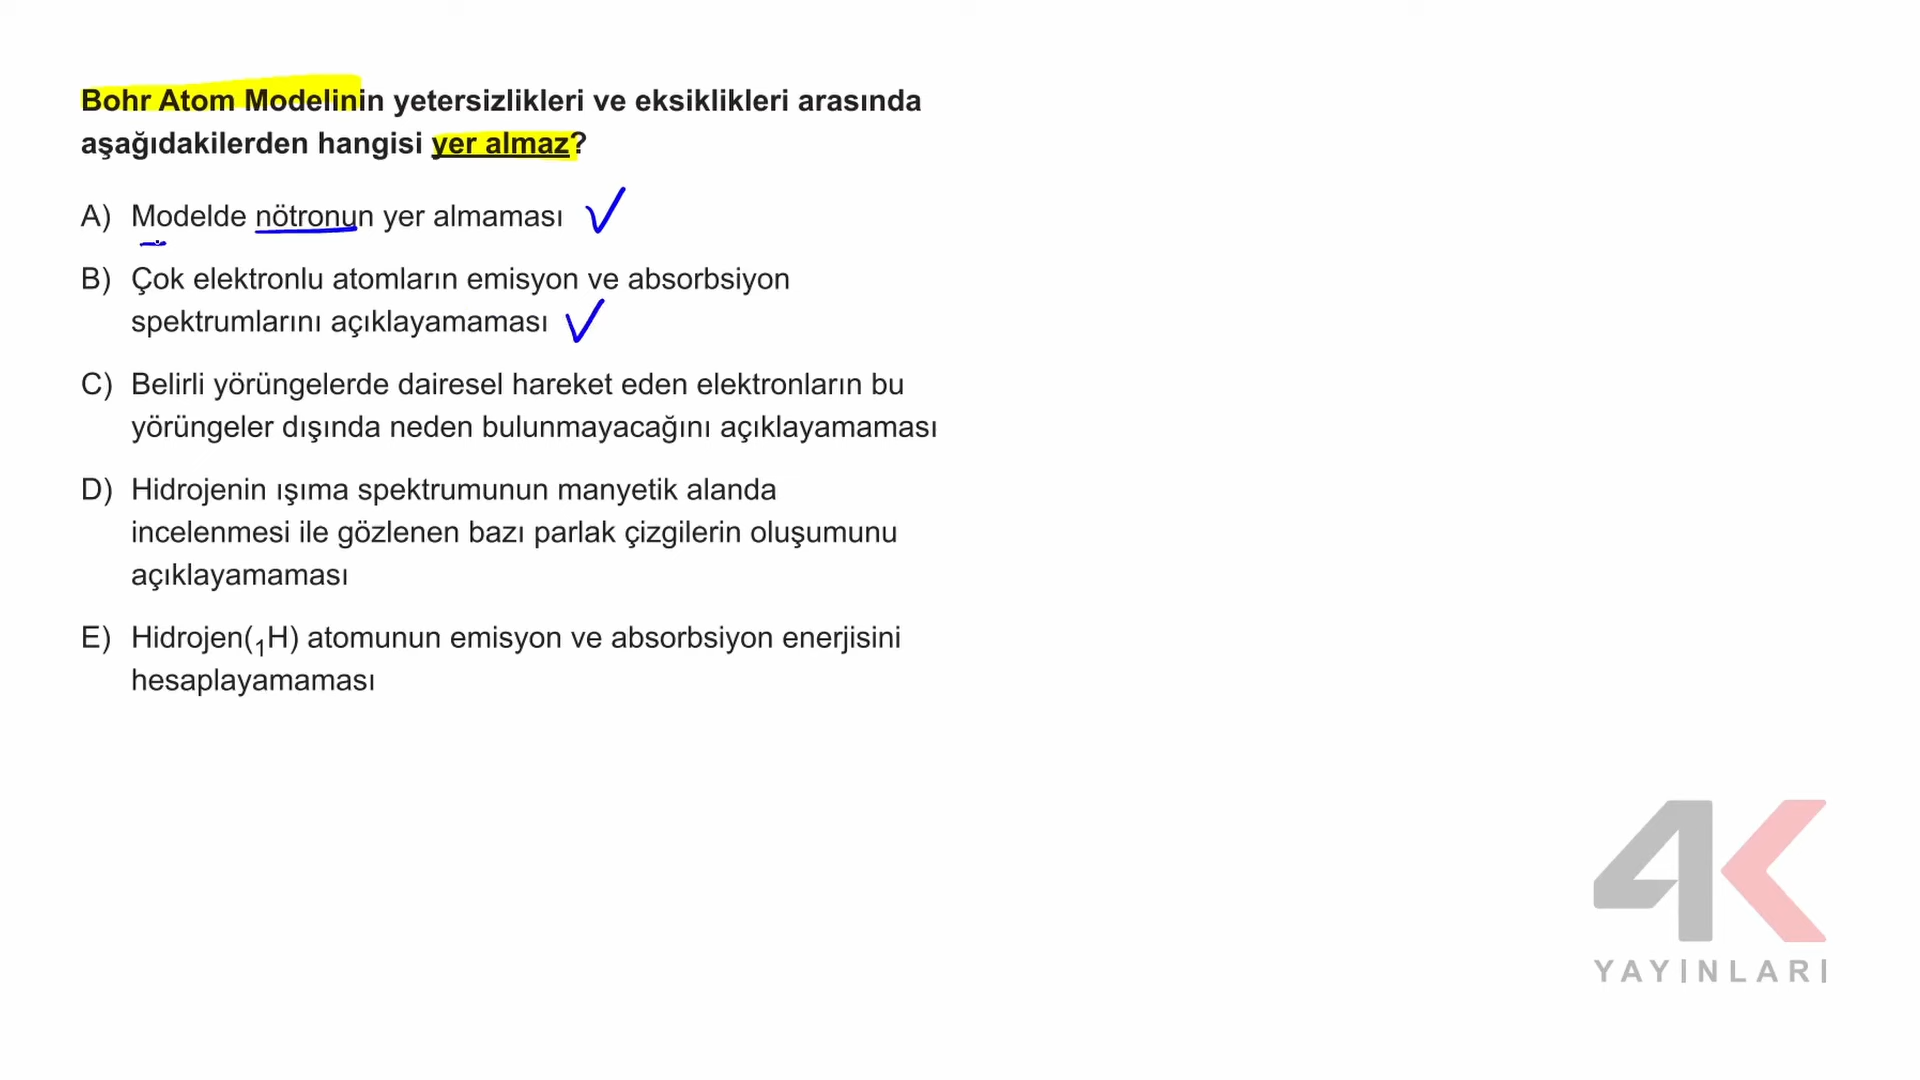 Bohr Atom Modelinin yetersizlikleri ve eksiklikleri arasında
aşağıdakilerden hangisi yer almaz?
A) Modelde nötronun yer almaması
B) Çok elektronlu atomların emisyon ve absorbsiyon
spektrumlarını açıklayamaması
C) Belirli yörüngelerde dairesel hareket eden elektronların bu
yörüngeler dışında neden bulunmayacağını açıklayamaması
D) Hidrojenin ışıma spektrumunun manyetik alanda
incelenmesi ile gözlenen bazı parlak çizgilerin oluşumunu
açıklayamaması
E) Hidrojen(₁H) atomunun emisyon ve absorbsiyon enerjisini
hesaplayamaması
4K
YAYINLARI